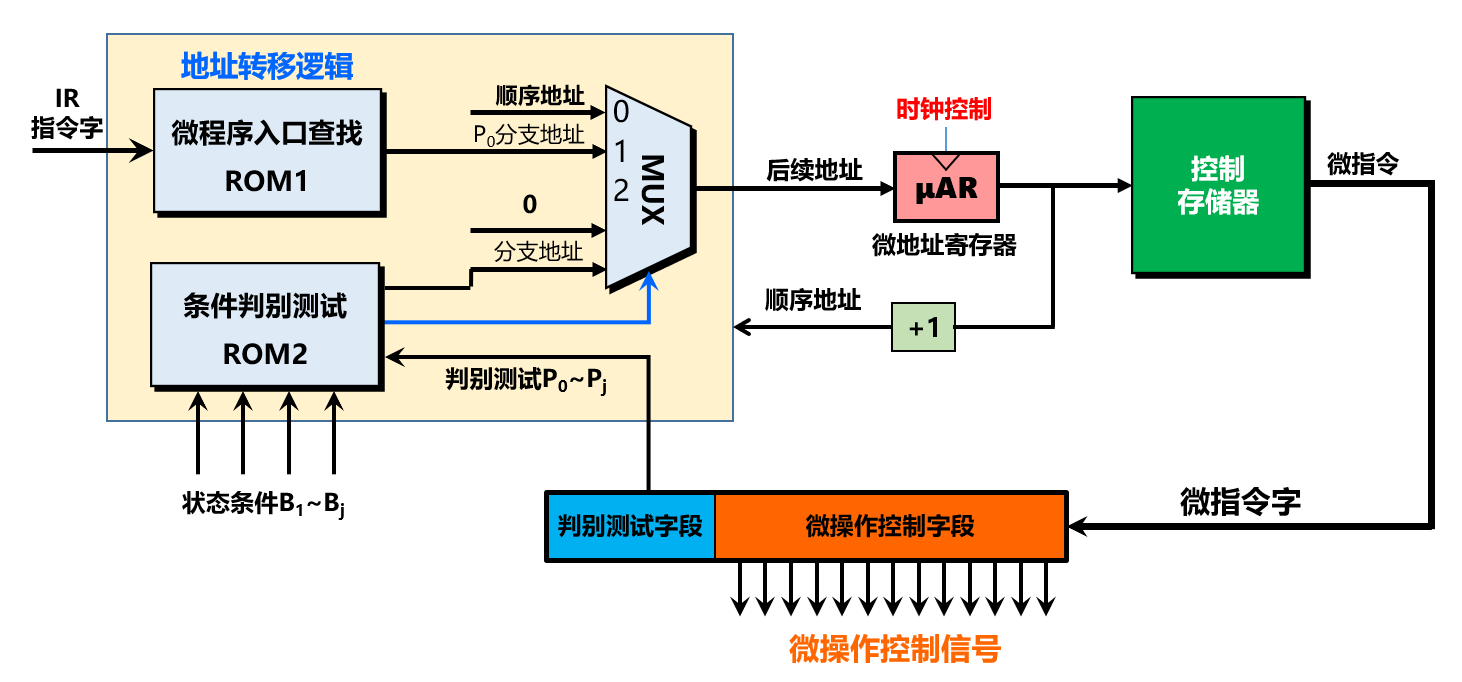 地址转移逻辑
IR
指令字
微程序入口查找
ROM1
顺序地址
P₀分支地址
0
分支地址
0
1
2
MUX
条件判别测试
ROM2
判别测试P₀~Pⱼ
状态条件B₁~Bⱼ
后续地址
时钟控制
μAR
微地址寄存器
顺序地址
+1
控制
存储器
微指令
微指令字
判别测试字段
微操作控制字段
微操作控制信号